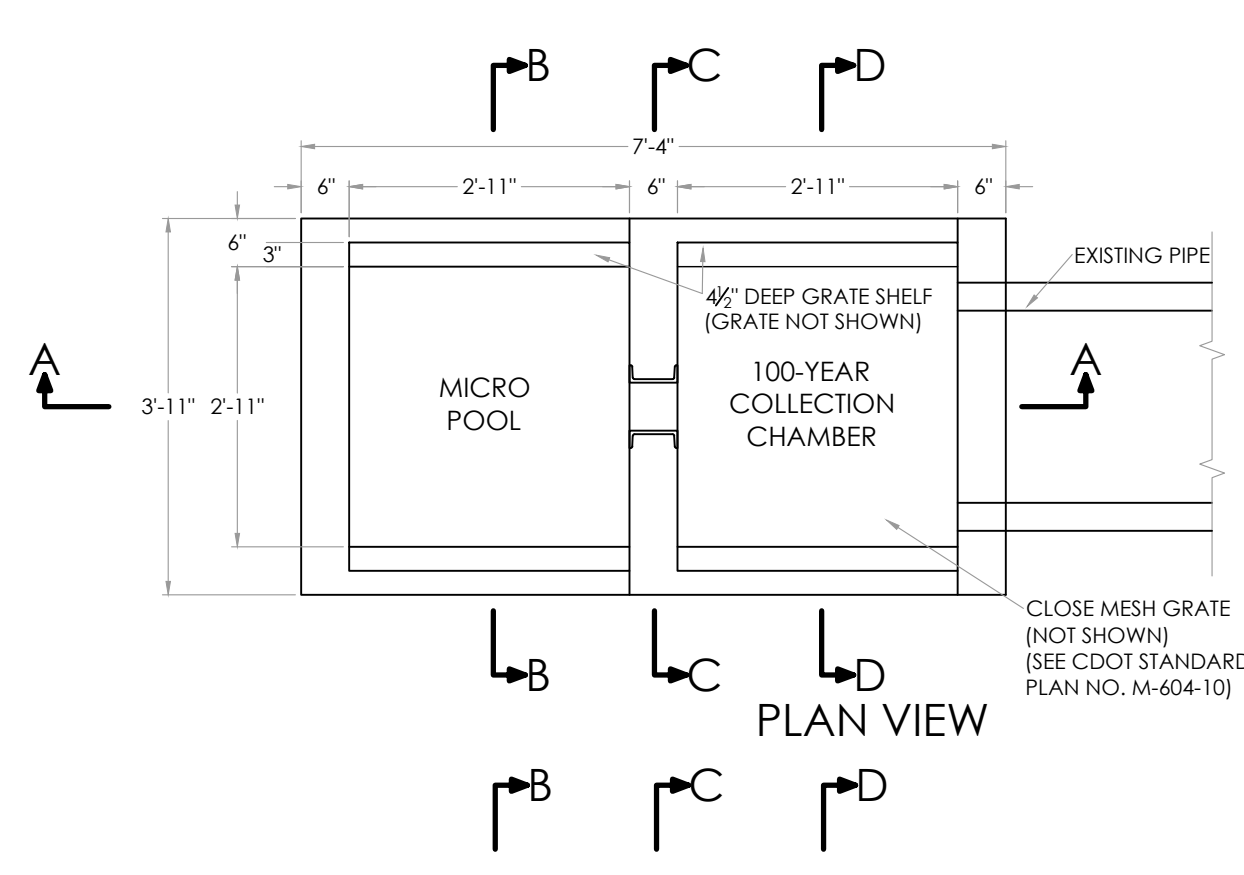 B C D
7'-4"
6" 2'-11" 6" 2'-11" 6"
6"
3"
EXISTING PIPE
4½" DEEP GRATE SHELF
(GRATE NOT SHOWN)
A
A
3'-11" 2'-11"
MICRO
POOL
100-YEAR
COLLECTION
CHAMBER
CLOSE MESH GRATE
(NOT SHOWN)
(SEE CDOT STANDARD
PLAN NO. M-604-10)
B C D
PLAN VIEW
B C D